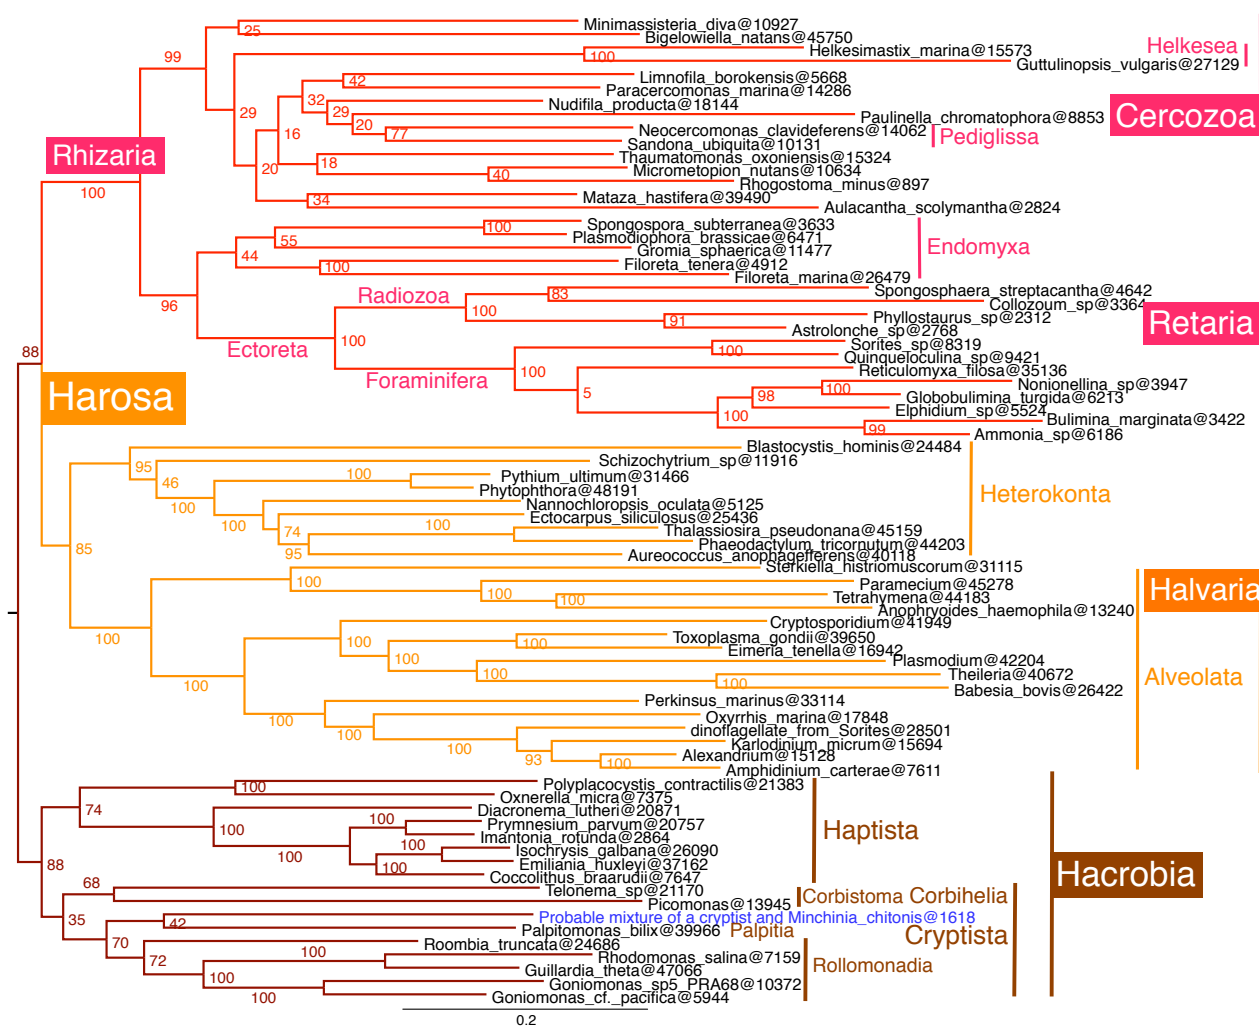 Minimassisteria_diva@10927
25
Bigelowiella_natans@45750
99
Helkesimastix_marina@15573
Helkesea
100
Guttulinopsis_vulgaris@27129
Limnofila_borokensis@5668
42
Paracercomonas_marina@14286
32
Nudifila_producta@18144
29
29
Paulinella_chromatophora@8853
Cercozoa
20
16
Neocercomonas_clavideferens@14062
77
Pediglissa
Sandona_ubiquita@10131
Rhizaria
Thaumatomonas_oxoniensis@15324
18
20
Micrometopion_nutans@10634
40
Rhogostoma_minus@897
100
Mataza_hastifera@39490
34
Aulacantha_scolymantha@2824
Spongospora_subterranea@3633
100
Plasmodiophora_brassicae@6471
55
Endomyxa
Gromia_sphaerica@11477
44
Filoreta_tenera@4912
100
Filoreta_marina@26479
Spongosphaera_streptacantha@4642
83
Radiozoa
Collozoum_sp@3364
96
100
Phyllostaurus_sp@2312
91
Retaria
Astrolonche_sp@2768
100
Sorites_sp@8319
Ectoreta
100
88
Quinqueloculina_sp@9421
Reticulomyxa_filosa@35136
100
Foraminifera
Nonionellina_sp@3947
100
5
98
Globobulimina_turgida@6213
Harosa
Elphidium_sp@5524
100
Bulimina_marginata@3422
99
Ammonia_sp@6186
Blastocystis_hominis@24484
Schizochytrium_sp@11916
95
100
Pythium_ultimum@31466
46
Phytophthora@48191
Heterokonta
100
Nannochloropsis_oculata@5125
100
Ectocarpus_siliculosus@25436
100
74
Thalassiosira_pseudonana@45159
Phaeodactylum_tricornutum@44203
85
95
Aureococcus_anophagefferens@40118
Sterkiella_histriomuscorum@31115
100
Paramecium@45278
Halvaria
100
Tetrahymena@44183
100
Anophryoides_haemophila@13240
100
Cryptosporidium@41949
100
Toxoplasma_gondii@39650
100
Eimeria_tenella@16942
100
Plasmodium@42204
100
Theileria@40672
Alveolata
100
100
Babesia_bovis@26422
Perkinsus_marinus@33114
100
Oxyrrhis_marina@17848
100
dinoflagellate_from_Sorites@28501
100
Karlodinium_micrum@15694
93
Alexandrium@15128
100
Amphidinium_carterae@7611
Polyplacocystis_contractilis@21383
100
Oxnerella_micra@7375
74
Diacronema_lutheri@20871
100
Prymnesium_parvum@20757
100
Haptista
Imantonia_rotunda@2864
100
100
Isochrysis_galbana@26090
88
100
Emiliania_huxleyi@37162
Coccolithus_braarudii@7647
Hacrobia
68
Telonema_sp@21170
Corbistoma
Corbihelia
Picomonas@13945
35
Probable mixture of a cryptist and Minchinia_chitonis@1618
42
Palpitomonas_bilix@39966
Palpitia
Cryptista
70
Roombia_truncata@24686
72
100
Rhodomonas_salina@7159
Rollomonadia
Guillardia_theta@47066
100
Goniomonas_sp5_PRA68@10372
100
Goniomonas_cf._pacifica@5944
0.2